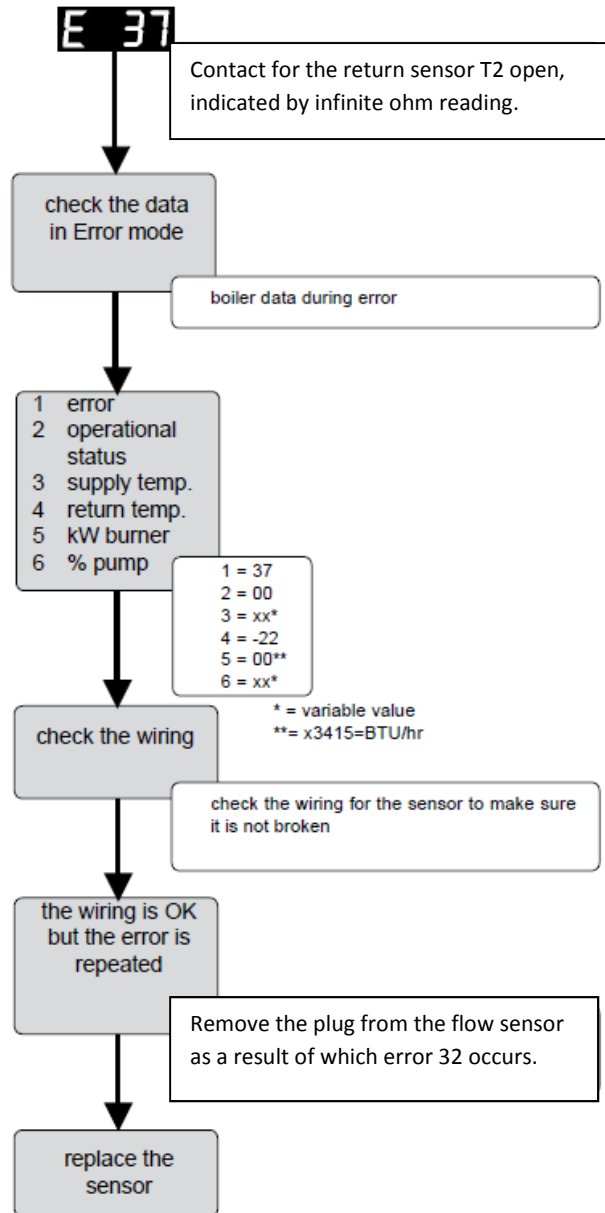 E 37
Contact for the return sensor T2 open,
indicated by infinite ohm reading.
check the data
in Error mode
boiler data during error
1 error
2 operational
status
3 supply temp.
4 return temp.
5 kW burner
6 % pump
1 = 37
2 = 00
3 = xx*
4 = -22
5 = 00**
6 = xx*
* = variable value
**= x3415=BTU/hr
check the wiring
check the wiring for the sensor to make sure
it is not broken
the wiring is OK
but the error is
repeated
Remove the plug from the flow sensor
as a result of which error 32 occurs.
replace the
sensor